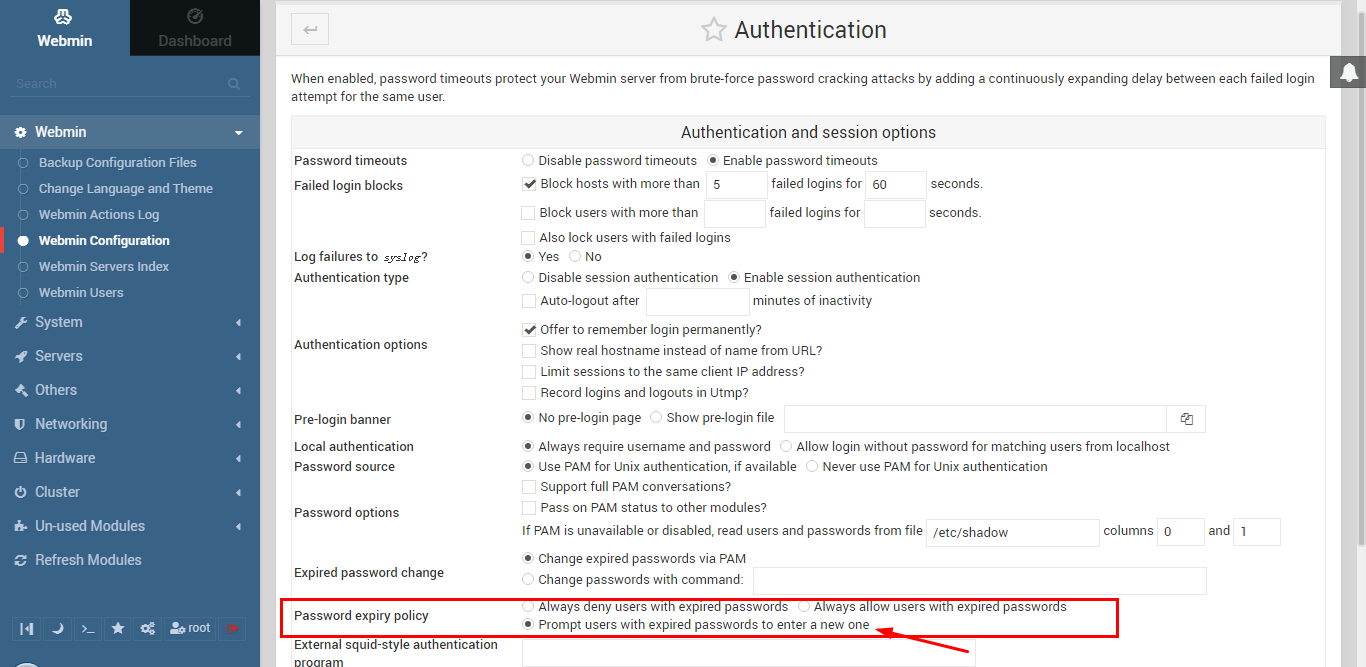 Webmin
Dashboard
Search
Webmin
Backup Configuration Files
Change Language and Theme
Webmin Actions Log
Webmin Configuration
Webmin Servers Index
Webmin Users
System
Servers
Others
Networking
Hardware
Cluster
Un-used Modules
Refresh Modules
root
Authentication
When enabled, password timeouts protect your Webmin server from brute-force password cracking attacks by adding a continuously expanding delay between each failed login
attempt for the same user.
Authentication and session options
Password timeouts Disable password timeouts Enable password timeouts
Failed login blocks Block hosts with more than 5 failed logins for 60 seconds.
Block users with more than failed logins for seconds.
Also lock users with failed logins
Log failures to syslog? Yes No
Authentication type Disable session authentication Enable session authentication
Auto-logout after minutes of inactivity
Offer to remember login permanently?
Authentication options
Show real hostname instead of name from URL?
Limit sessions to the same client IP address?
Record logins and logouts in Utmp?
Pre-login banner No pre-login page Show pre-login file
Local authentication Always require username and password Allow login without password for matching users from localhost
Password source Use PAM for Unix authentication, if available Never use PAM for Unix authentication
Support full PAM conversations?
Password options Pass on PAM status to other modules?
If PAM is unavailable or disabled, read users and passwords from file /etc/shadow columns 0 and 1
Expired password change Change expired passwords via PAM
Change passwords with command:
Password expiry policy Always deny users with expired passwords Always allow users with expired passwords
Prompt users with expired passwords to enter a new one
External squid-style authentication
program